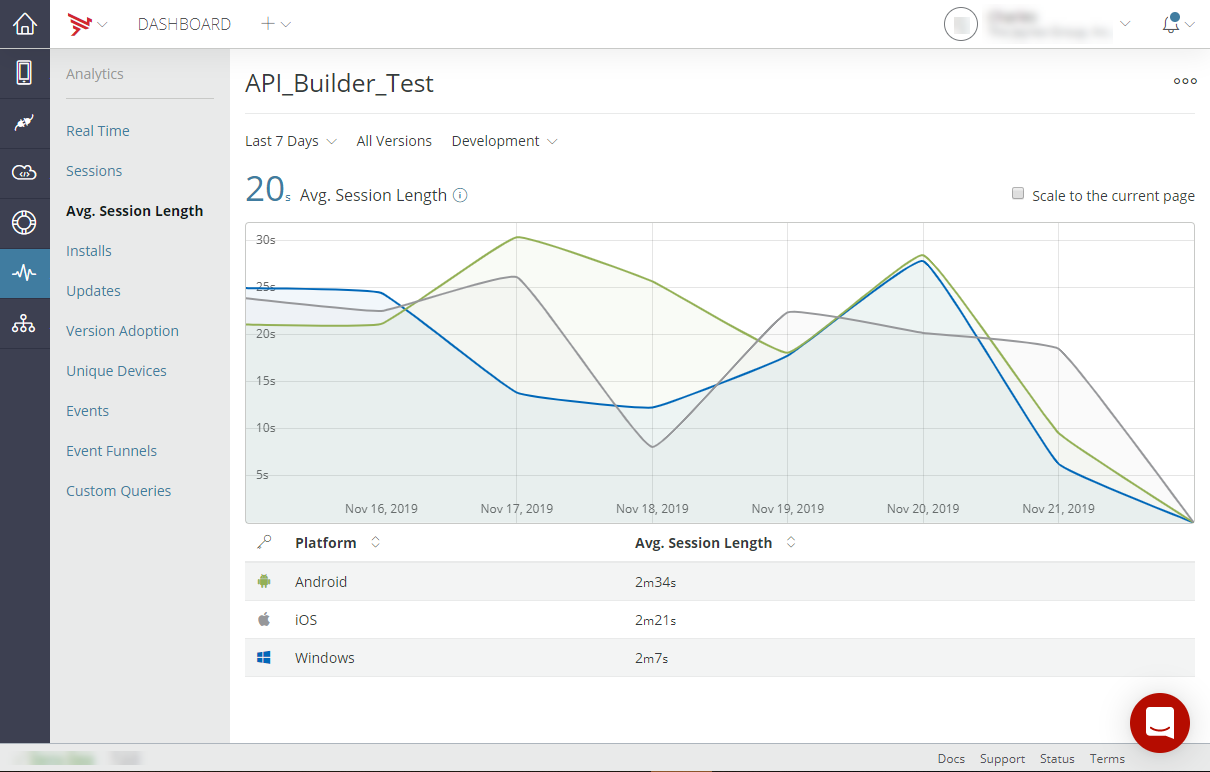 DASHBOARD
Analytics
Real Time
Sessions
Avg. Session Length
Installs
Updates
Version Adoption
Unique Devices
Events
Event Funnels
Custom Queries
API_Builder_Test
Last 7 Days All Versions Development
20s Avg. Session Length
Scale to the current page
30s
25s
20s
15s
10s
5s
Nov 16, 2019 Nov 17, 2019 Nov 18, 2019 Nov 19, 2019 Nov 20, 2019 Nov 21, 2019
Platform Avg. Session Length
Android 2m34s
iOS 2m21s
Windows 2m7s
Docs Support Status Terms